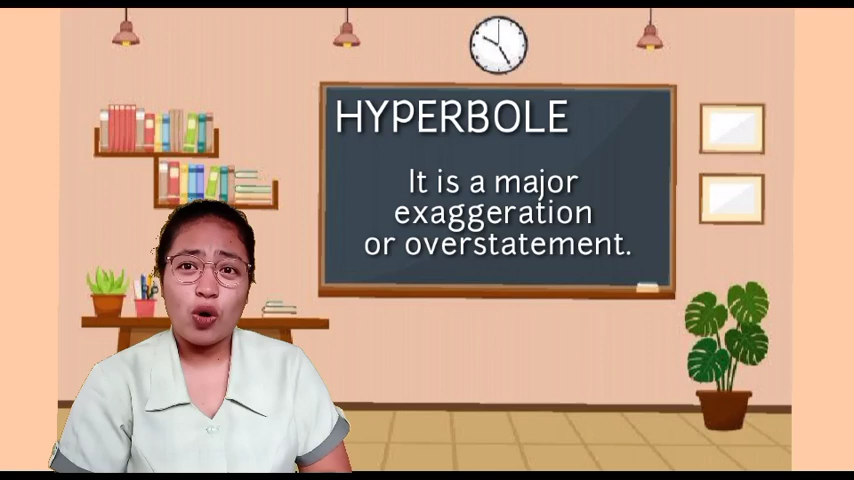 HYPERBOLE
It is a major
exaggeration
or overstatement.